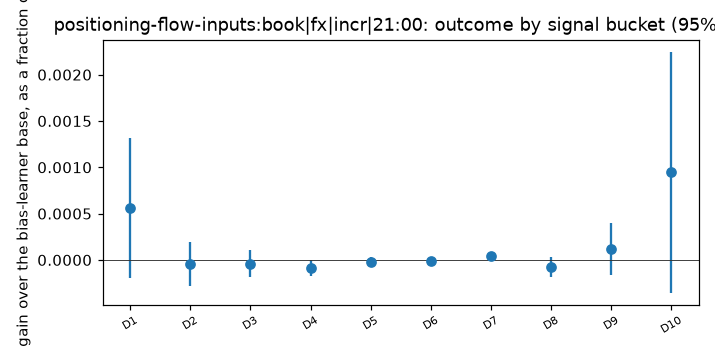 positioning-flow-inputs:book|fx|incr|21:00: outcome by signal bucket (95%
gain over the bias-learner base, as a fraction
0.0020
0.0015
0.0010
0.0005
0.0000
D1
D2
D3
D4
D5
D6
D7
D8
D9
D10